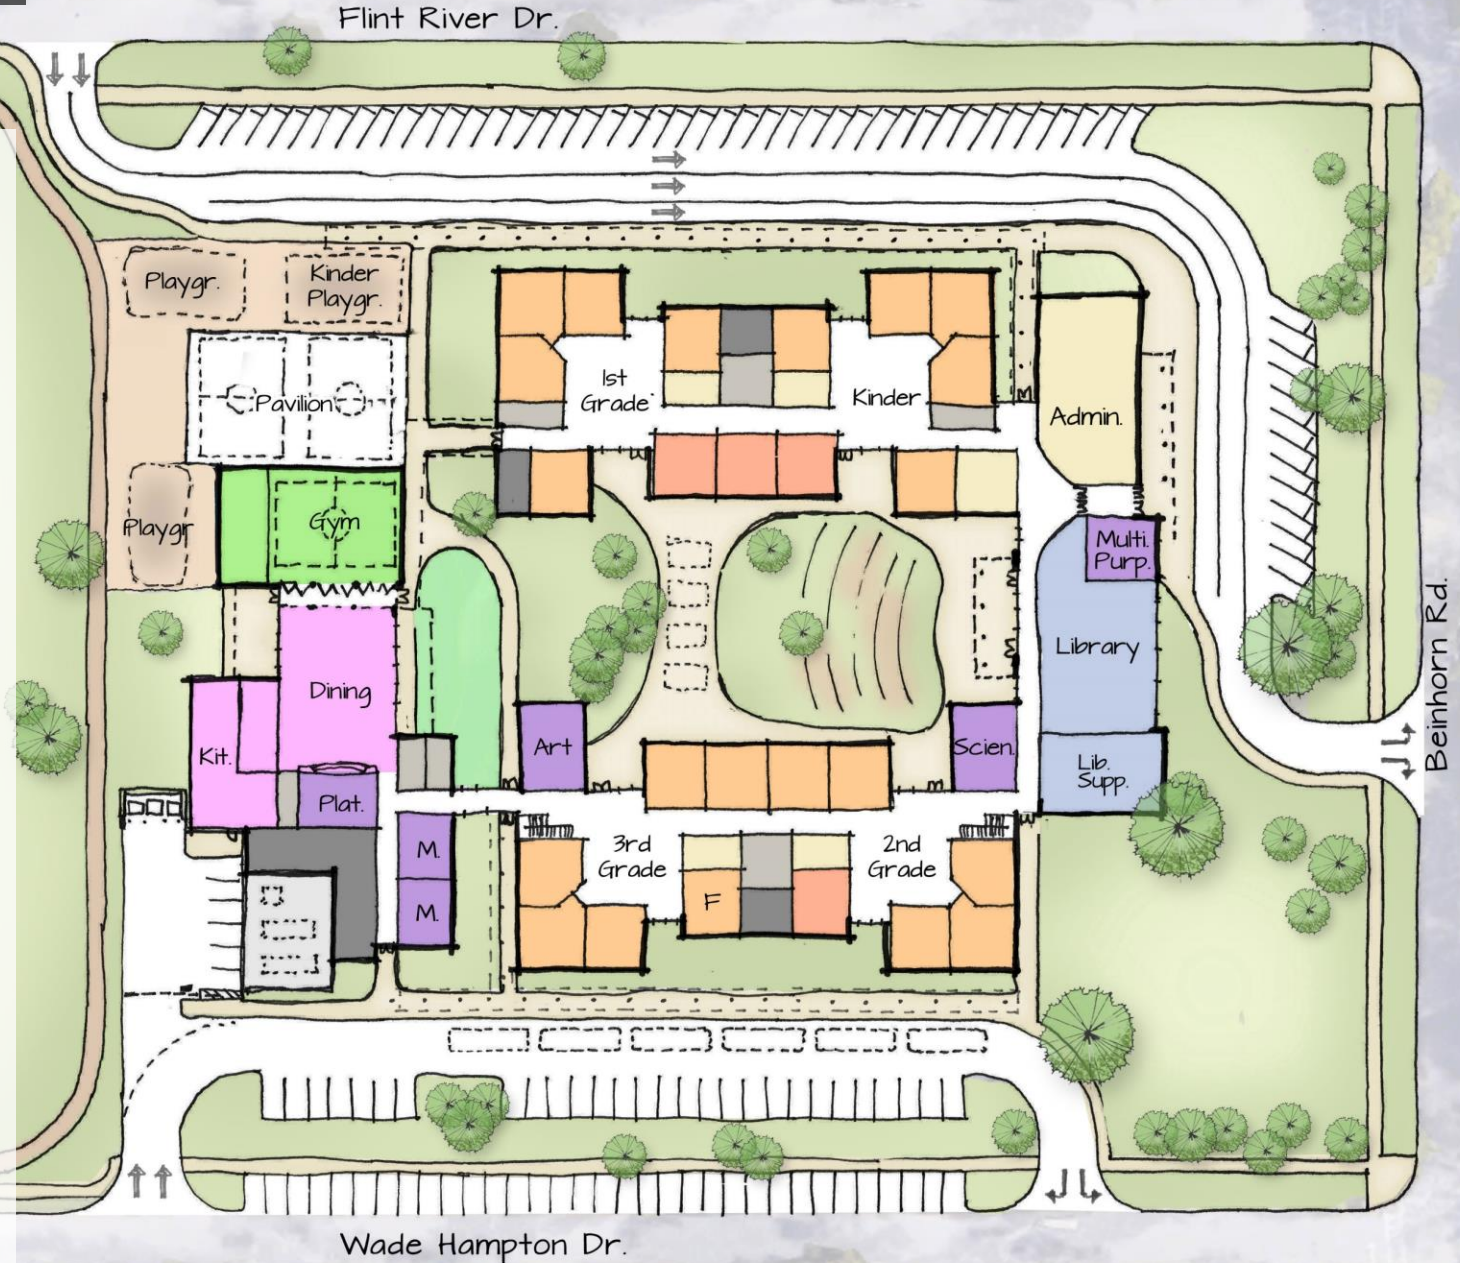 Flint River Dr.
Playgr.
Kinder
Playgr.
Pavilion
1st
Grade
Kinder
Admin.
Playgr
Gym
Multi.
Purp.
Library
Dining
Kit.
Art
Scien.
Lib.
Supp.
Plat.
M.
3rd
Grade
2nd
Grade
F
M.
Beinhorn Rd.
Wade Hampton Dr.